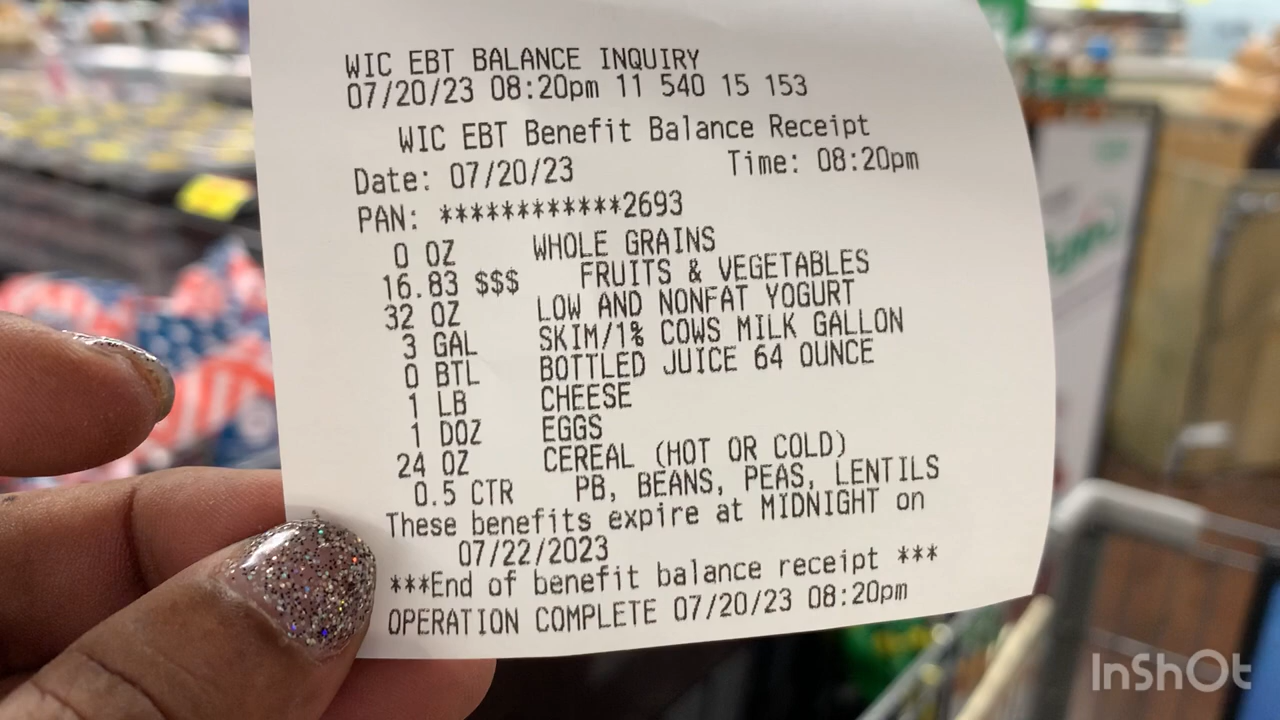 WIC EBT BALANCE INQUIRY
07/20/23 08:20pm 11 540 15 153
WIC EBT Benefit Balance Receipt
Date: 07/20/23 Time: 08:20pm
PAN: ************2693
0 OZ WHOLE GRAINS
16.83 $$$ FRUITS & VEGETABLES
32 OZ LOW AND NONFAT YOGURT
3 GAL SKIM/1% COWS MILK GALLON
0 BTL BOTTLED JUICE 64 OUNCE
1 LB CHEESE
1 DOZ EGGS
24 OZ CEREAL (HOT OR COLD)
0.5 CTR PB, BEANS, PEAS, LENTILS
These benefits expire at MIDNIGHT on
07/22/2023
***End of benefit balance receipt ***
OPERATION COMPLETE 07/20/23 08:20pm
InShOt